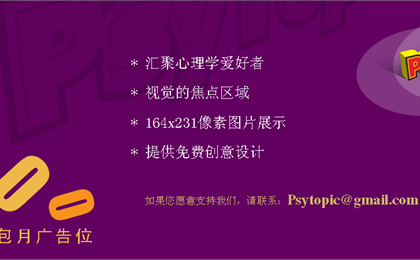 PsyTopic
* 汇聚心理学爱好者
* 视觉的焦点区域
* 164x231像素图片展示
* 提供免费创意设计
如果您愿意支持我们，请联系：Psytopic@gmail.com
包月广告位